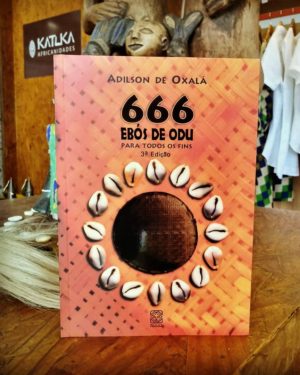 KATUKA
AFRICANIDADES
ADILSON DE OXALÁ
666
EBÓS DE ODU
PARA TODOS OS FINS
3ª Edição